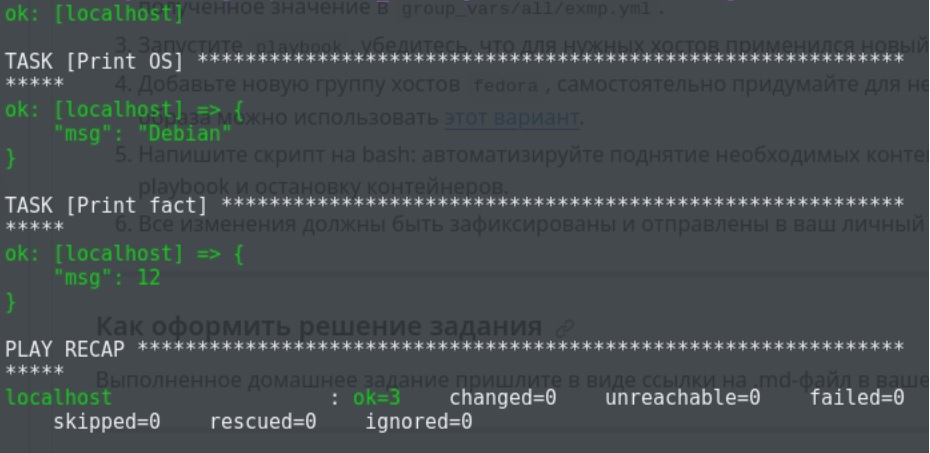 ok: [localhost]
полученное значение в group_vars/all/exmp.yml .
3. Запустите playbook , убедитесь, что для нужных хостов применился новый
TASK [Print OS] ***********************************************************
*****
4. Добавьте новую группу хостов fedora , самостоятельно придумайте для не
ok: [localhost] => {
образа можно использовать этот вариант.
    "msg": "Debian"
}
5. Напишите скрипт на bash: автоматизируйте поднятие необходимых конте
playbook и остановку контейнеров.
TASK [Print fact] *********************************************************
*****
6. Все изменения должны быть зафиксированы и отправлены в ваш личный
ok: [localhost] => {
    "msg": 12
}
Как оформить решение задания
PLAY RECAP ****************************************************************
*****
Выполненное домашнее задание пришлите в виде ссылки на .md-файл в ваше
localhost                  : ok=3    changed=0    unreachable=0    failed=0
    skipped=0    rescued=0    ignored=0